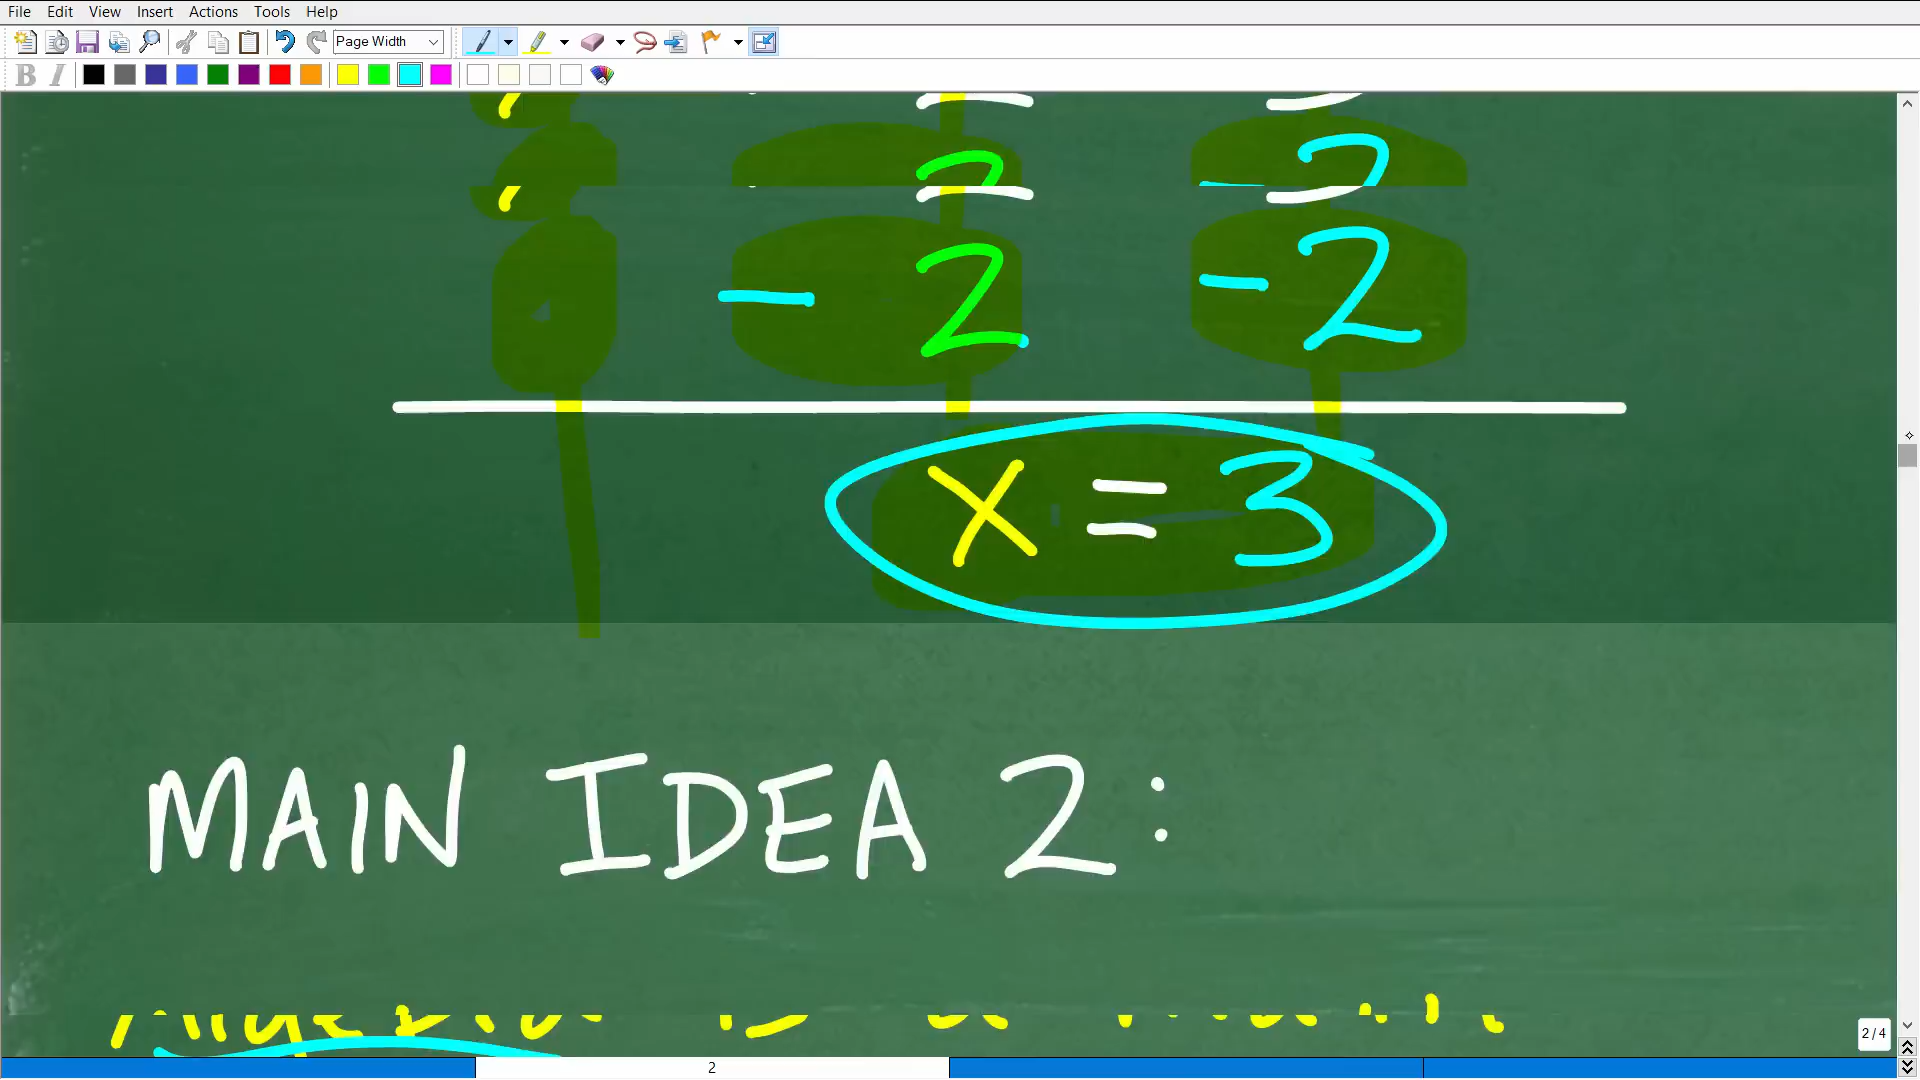 File Edit View Insert Actions Tools Help
Page Width
B I
- 2 - 2
x = 3
MAIN IDEA 2 :
2 / 4
2